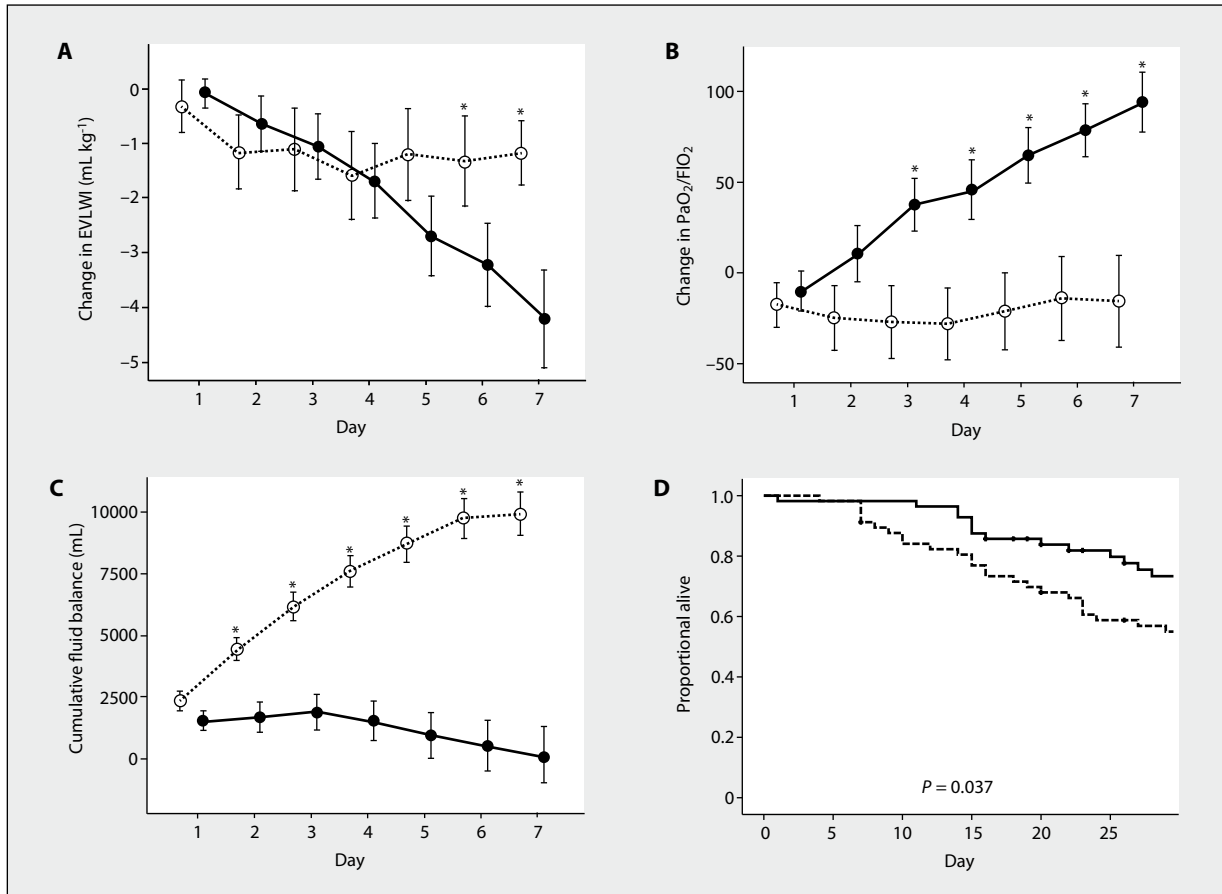 A
0
−1
−2
−3
−4
−5
Change in EVLWI (mL kg⁻¹)
* *
1 2 3 4 5 6 7
Day
B
100
50
0
−50
Change in PaO₂/FIO₂
* * * * *
1 2 3 4 5 6 7
Day
C
10000
7500
5000
2500
0
Cumulative fluid balance (mL)
* * * * * *
1 2 3 4 5 6 7
Day
D
1.0
0.8
0.6
0.4
0.2
0
Proportional alive
P = 0.037
0 5 10 15 20 25
Day